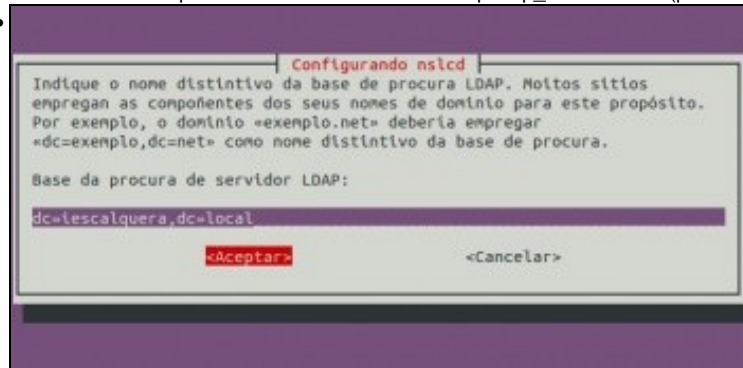 Configurando nslcd
Indique o nome distintivo da base de procura LDAP. Moitos sitios
empregan as compoñentes dos seus nomes de dominio para este propósito.
Por exemplo, o dominio «exemplo.net» debería empregar
«dc=exemplo,dc=net» como nome distintivo da base de procura.
Base da procura de servidor LDAP:
dc=iescalquera,dc=local
<Aceptar> <Cancelar>